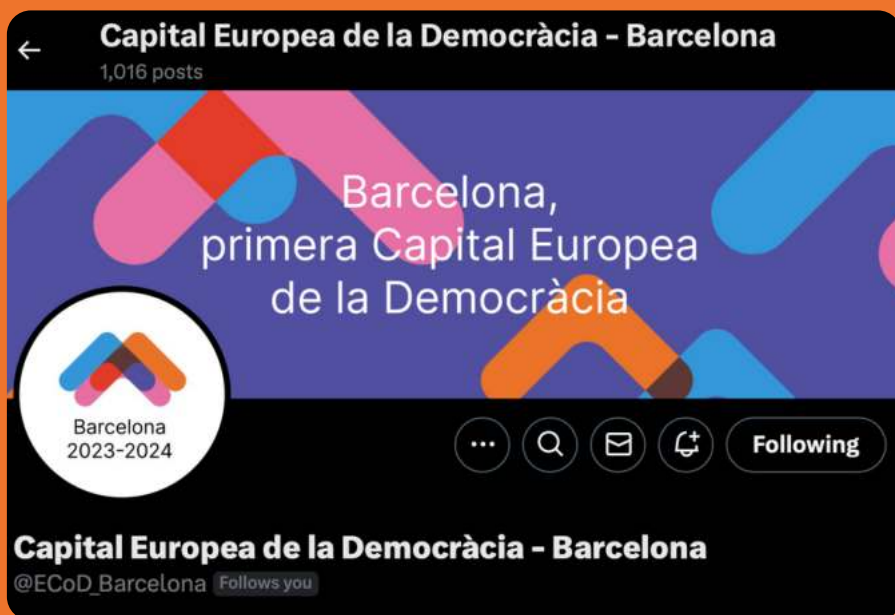 Capital Europea de la Democràcia - Barcelona
1,016 posts
Barcelona,
primera Capital Europea
de la Democràcia
Barcelona
2023-2024
Following
Capital Europea de la Democràcia - Barcelona
@ECoD_Barcelona Follows you